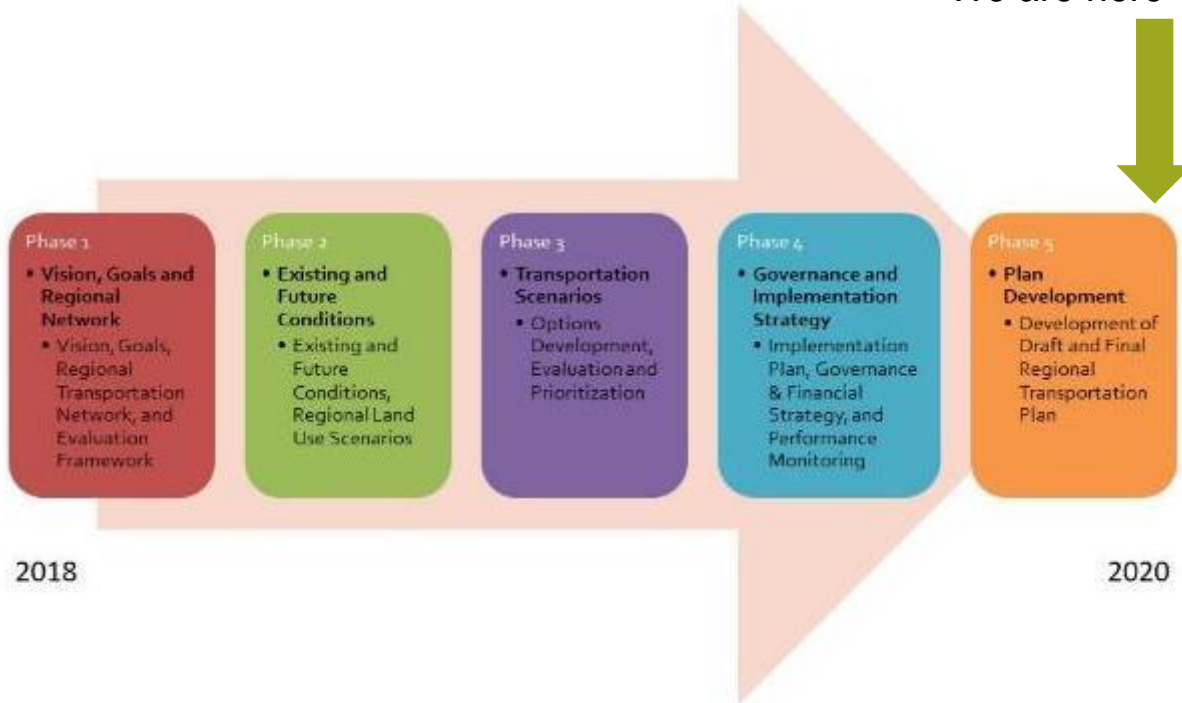 We are here
Phase 1
• Vision, Goals and
Regional
Network
• Vision, Goals,
Regional
Transportation
Network, and
Evaluation
Framework
Phase 2
• Existing and
Future
Conditions
• Existing and
Future
Conditions,
Regional Land
Use Scenarios
Phase 3
• Transportation
Scenarios
• Options
Development,
Evaluation and
Prioritization
Phase 4
• Governance and
Implementation
Strategy
• Implementation
Plan, Governance
& Financial
Strategy, and
Performance
Monitoring
Phase 5
• Plan
Development
• Development of
Draft and Final
Regional
Transportation
Plan
2018
2020